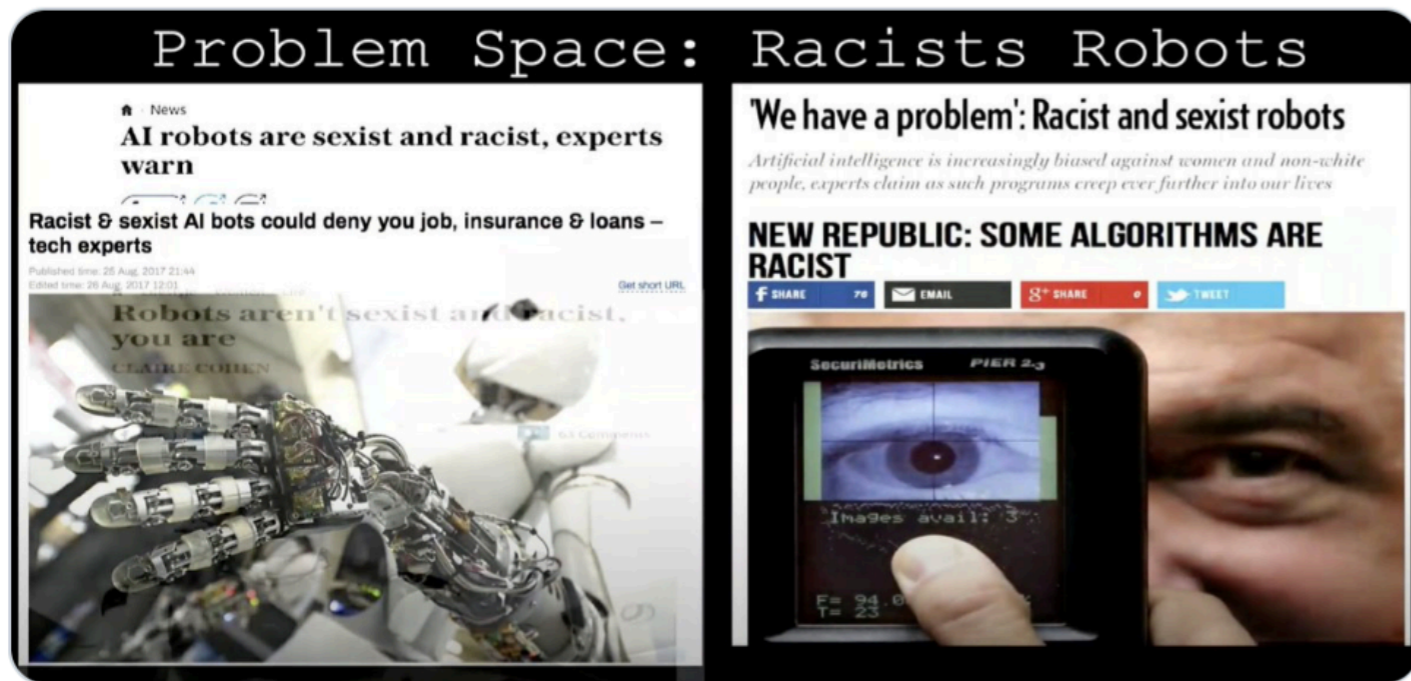 Problem Space: Racists Robots
News
AI robots are sexist and racist, experts
warn
Racist & sexist AI bots could deny you job, insurance & loans –
tech experts
Published time: 25 Aug, 2017 21:44
Edited time: 26 Aug, 2017 12:01
Get short URL
Robots aren't sexist and racist,
you are
CLAIRE COHEN
63 Comments
'We have a problem': Racist and sexist robots
Artificial intelligence is increasingly biased against women and non-white
people, experts claim as such programs creep ever further into our lives
NEW REPUBLIC: SOME ALGORITHMS ARE
RACIST
f SHARE 76 EMAIL g+ SHARE 0 TWEET
SecuriMetrics PIER 2.3
Images avail: 3
F= 94.0
T= 23